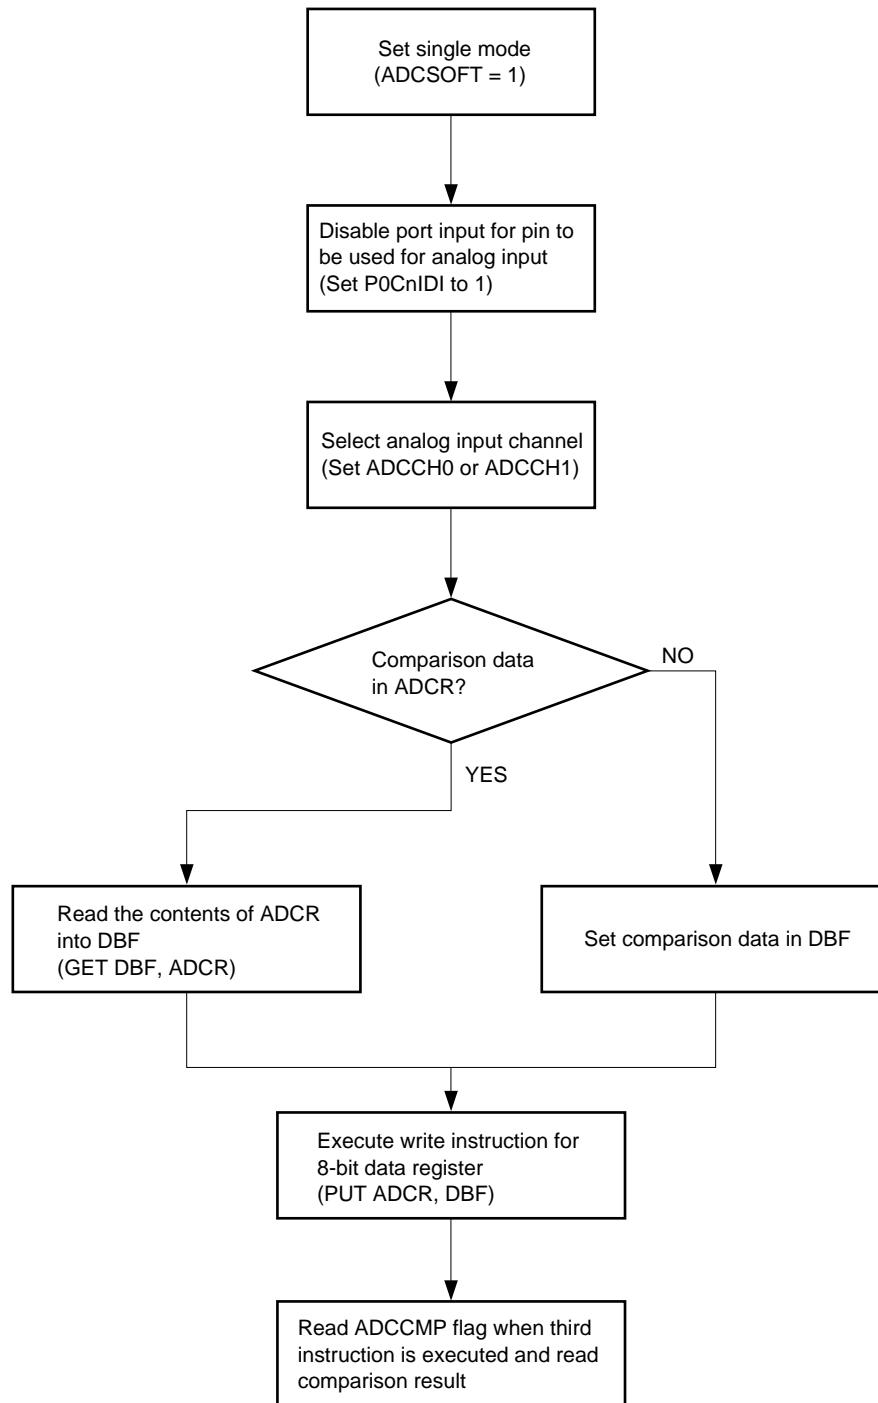 Set single mode
(ADCSOFT = 1)
Disable port input for pin to
be used for analog input
(Set P0CnIDI to 1)
Select analog input channel
(Set ADCCH0 or ADCCH1)
Comparison data
in ADCR?
NO
YES
Read the contents of ADCR
into DBF
(GET DBF, ADCR)
Set comparison data in DBF
Execute write instruction for
8-bit data register
(PUT ADCR, DBF)
Read ADCCMP flag when third
instruction is executed and read
comparison result